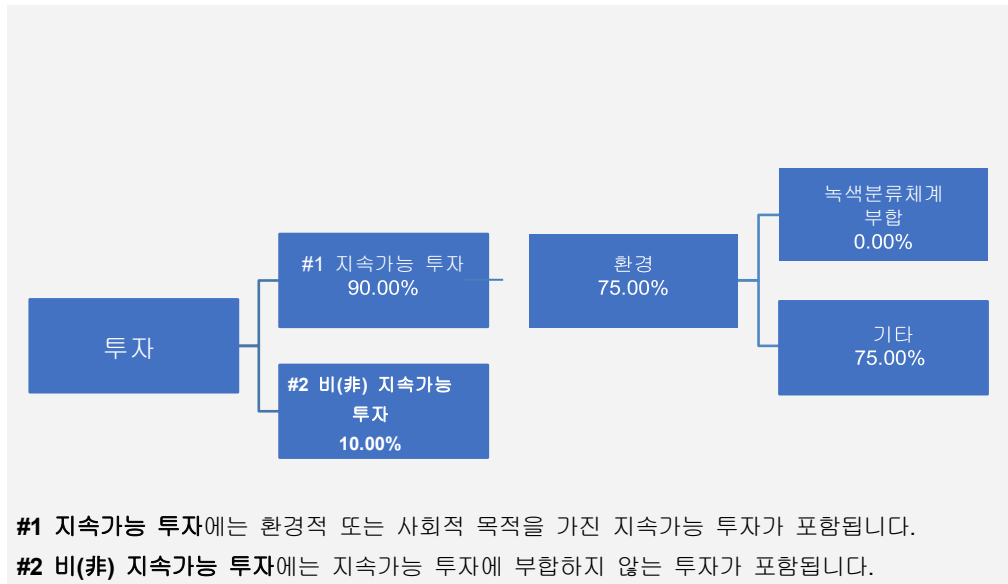 투자
#1 지속가능 투자
90.00%
#2 비(非) 지속가능
투자
10.00%
환경
75.00%
녹색분류체계
부합
0.00%
기타
75.00%
#1 지속가능 투자에는 환경적 또는 사회적 목적을 가진 지속가능 투자가 포함됩니다.
#2 비(非) 지속가능 투자에는 지속가능 투자에 부합하지 않는 투자가 포함됩니다.